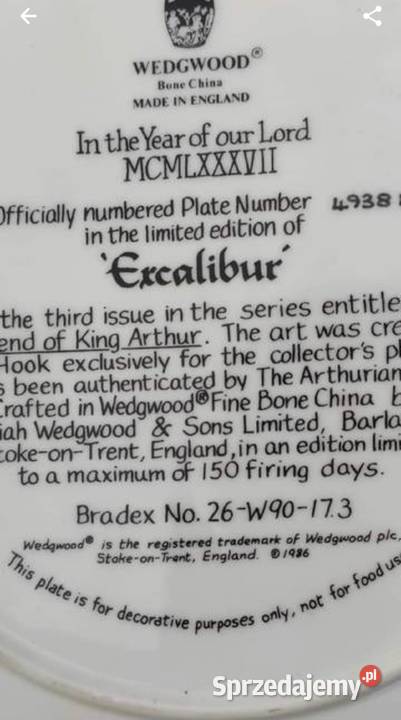 WEDGWOOD®
Bone China
MADE IN ENGLAND
In the Year of our Lord
MCMLXXXVII
Officially numbered Plate Number 4938
in the limited edition of
'Excalibur'
the third issue in the series entitle
end of King Arthur. The art was cre
Hook exclusively for the collector's pl
s been authenticated by The Arthurian
Crafted in Wedgwood® Fine Bone China b
iah Wedgwood & Sons Limited, Barla
toke-on-Trent, England, in an edition limi
to a maximum of 150 firing days.
Bradex No. 26-W90-17.3
Wedgwood® is the registered trademark of Wedgwood plc,
Stoke-on-Trent, England. ©1986
This plate is for decorative purposes only, not for food us
Sprzedajemy.pl